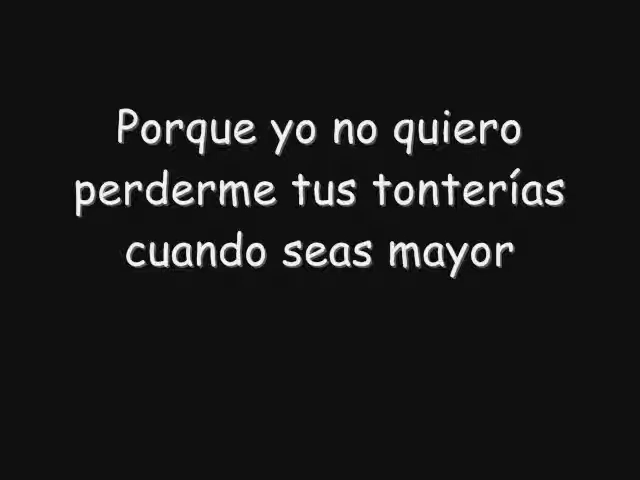 Porque yo no quiero
perderme tus tonterías
cuando seas mayor